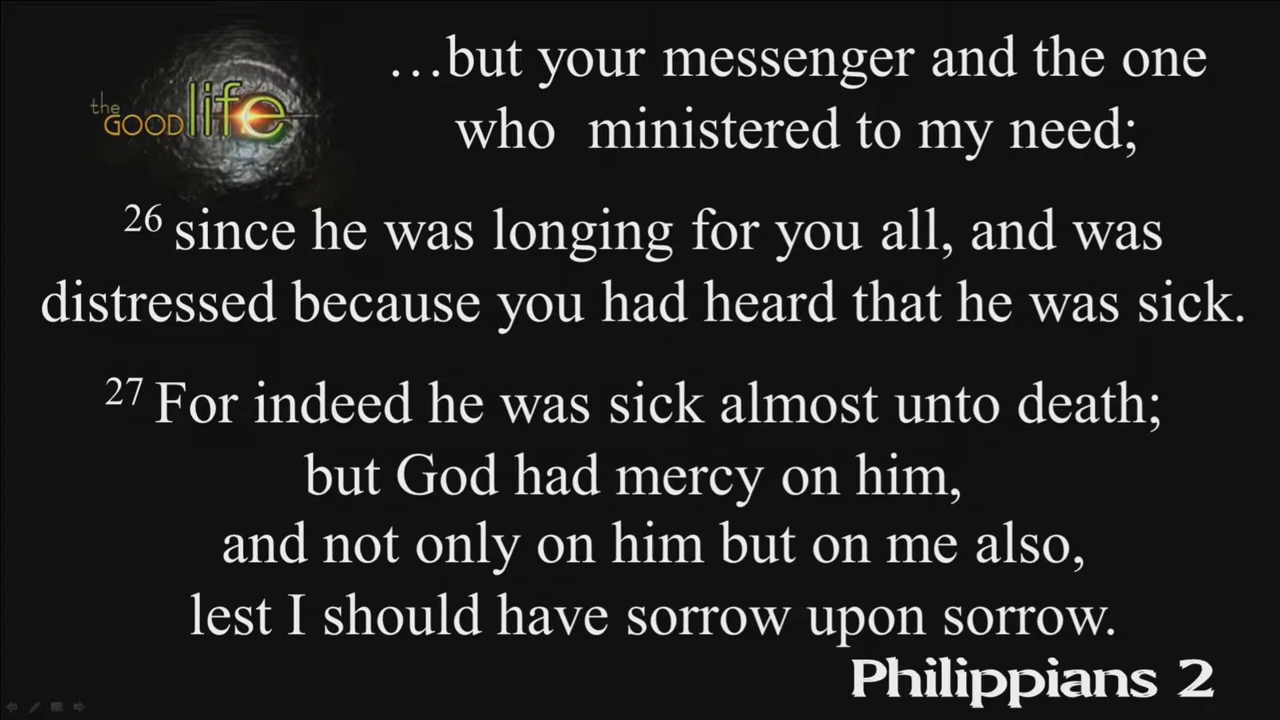 the
GOOD life
…but your messenger and the one
who ministered to my need;
26 since he was longing for you all, and was
distressed because you had heard that he was sick.
27 For indeed he was sick almost unto death;
but God had mercy on him,
and not only on him but on me also,
lest I should have sorrow upon sorrow.
Philippians 2